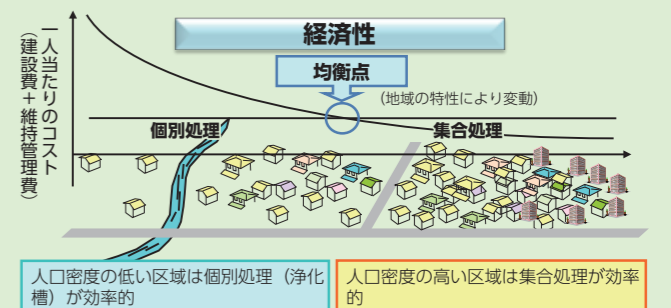 経済性
均衡点
(地域の特性により変動)
一人当たりのコスト
(建設費+維持管理費)
個別処理
集合処理
人口密度の低い区域は個別処理（浄化
槽）が効率的
人口密度の高い区域は集合処理が効率
的